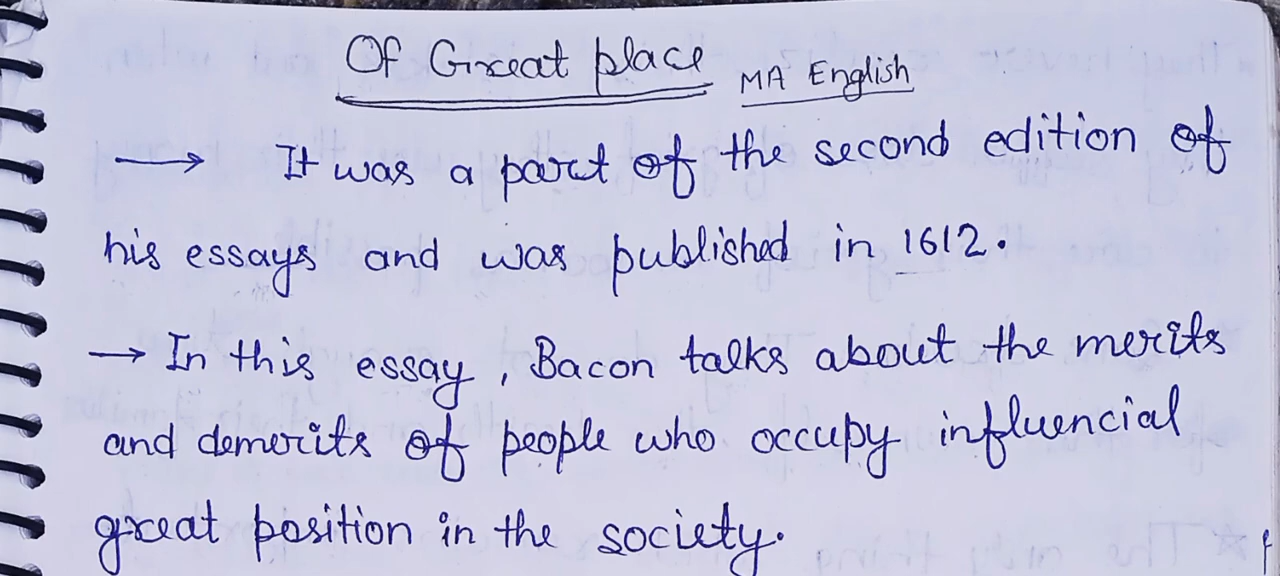 Of Great place MA English
→ It was a part of the second edition of
his essays and was published in 1612.
→ In this essay, Bacon talks about the merits
and demerits of people who occupy influencial
great position in the society.